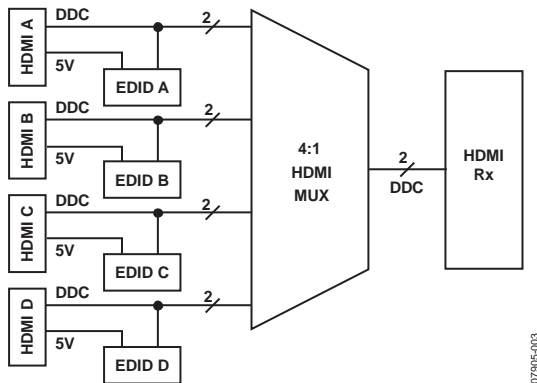 HDMI A
DDC
2
5V
EDID A
HDMI B
DDC
2
5V
EDID B
HDMI C
DDC
2
5V
EDID C
HDMI D
DDC
2
5V
EDID D
4:1
HDMI
MUX
2
DDC
HDMI
Rx
07905-003